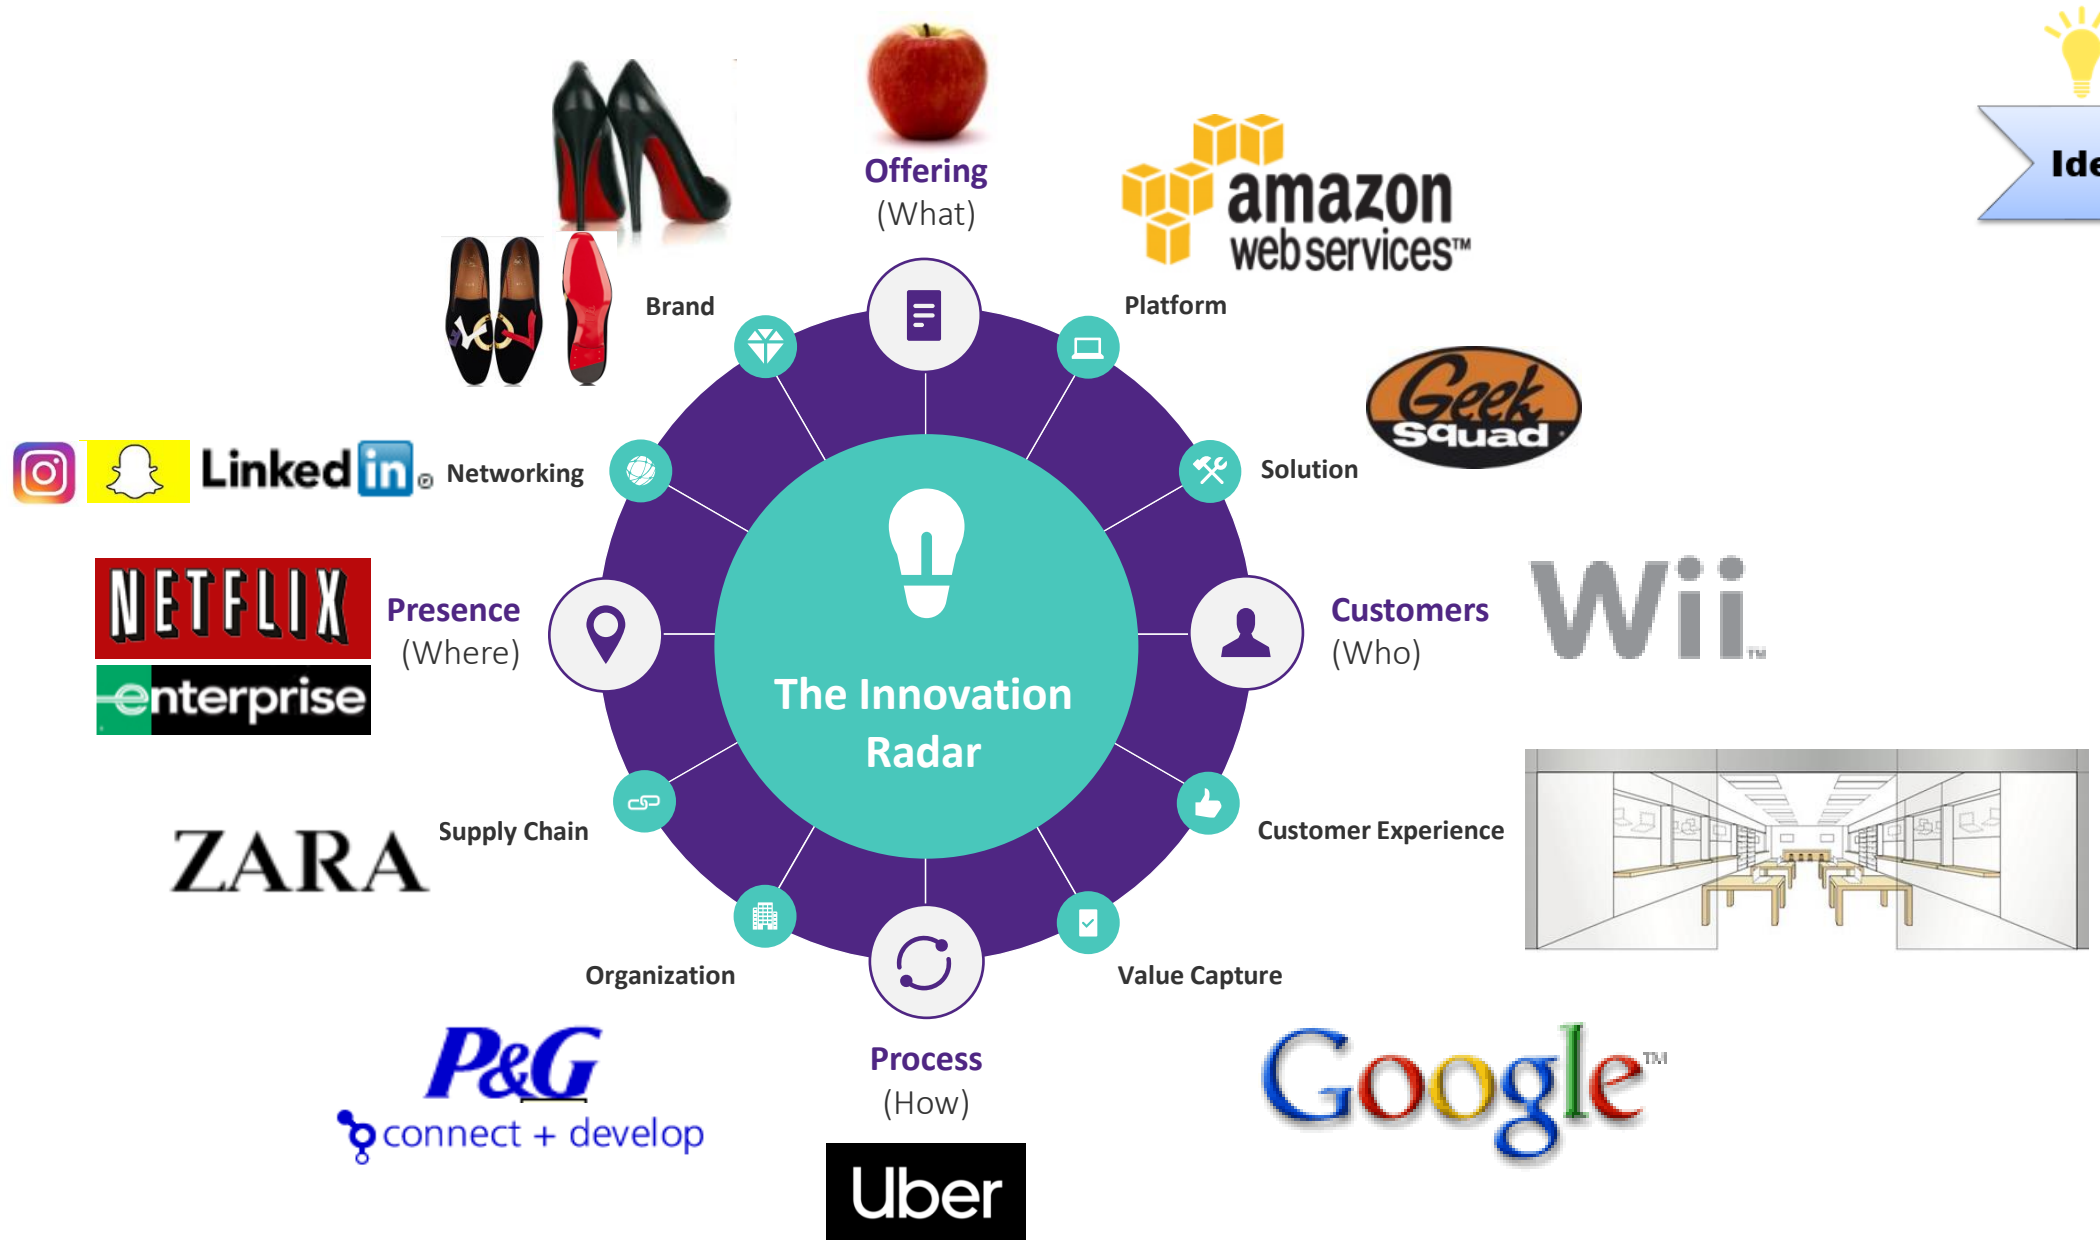 Offering
(What)
amazon
webservices™
Brand
Platform
Geek
Squad
Linked in ®
Networking
Solution
NETFLIX
Presence
(Where)
enterprise
Customers
(Who)
Wii™
The Innovation
Radar
ZARA
Supply Chain
Customer Experience
Organization
Value Capture
P&G
connect + develop
Process
(How)
Google™
Uber
Ide